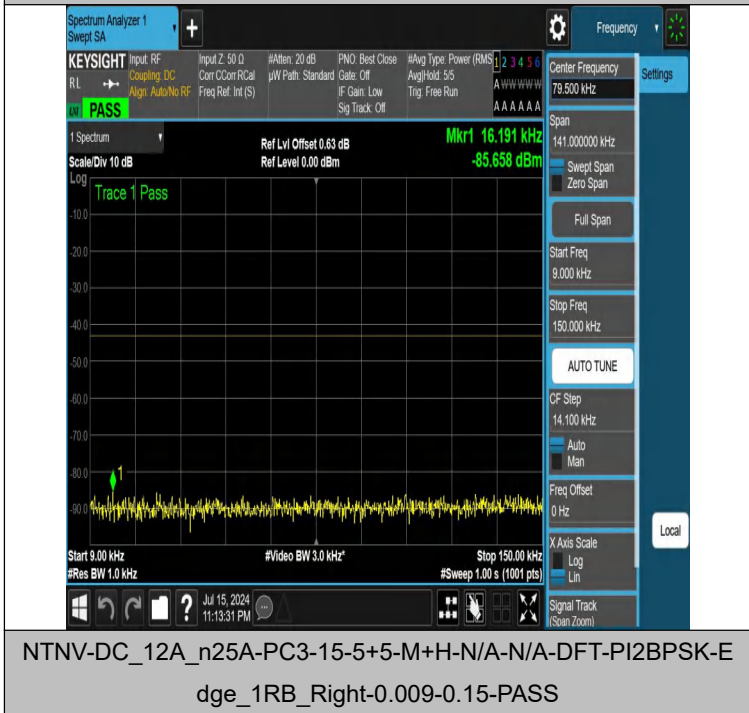 Spectrum Analyzer 1
Swept SA
Frequency
KEYSIGHT
RL
PASS
Input: RF
Coupling: DC
Align: Auto/No RF
Input Z: 50 Ω
Corr CCorr RCal
Freq Ref: Int (S)
#Atten: 20 dB
µW Path: Standard
PNO: Best Close
Gate: Off
IF Gain: Low
Sig Track: Off
#Avg Type: Power (RMS
Avg|Hold: 5/5
Trig: Free Run
1 2 3 4 5 6
A W W W W W
A A A A A A
1 Spectrum
Scale/Div 10 dB
Ref Lvl Offset 0.63 dB
Ref Level 0.00 dBm
Mkr1 16.191 kHz
-85.658 dBm
Log
Trace 1 Pass
-10.0
-20.0
-30.0
-40.0
-50.0
-60.0
-70.0
-80.0
1
-90.0
Start 9.00 kHz
#Res BW 1.0 kHz
#Video BW 3.0 kHz*
Stop 150.00 kHz
#Sweep 1.00 s (1001 pts)
?
Jul 15, 2024
11:13:31 PM
Center Frequency
79.500 kHz
Settings
Span
141.000000 kHz
Swept Span
Zero Span
Full Span
Start Freq
9.000 kHz
Stop Freq
150.000 kHz
AUTO TUNE
CF Step
14.100 kHz
Auto
Man
Freq Offset
0 Hz
Local
X Axis Scale
Log
Lin
Signal Track
(Span Zoom)
NTNV-DC_12A_n25A-PC3-15-5+5-M+H-N/A-N/A-DFT-PI2BPSK-E
dge_1RB_Right-0.009-0.15-PASS